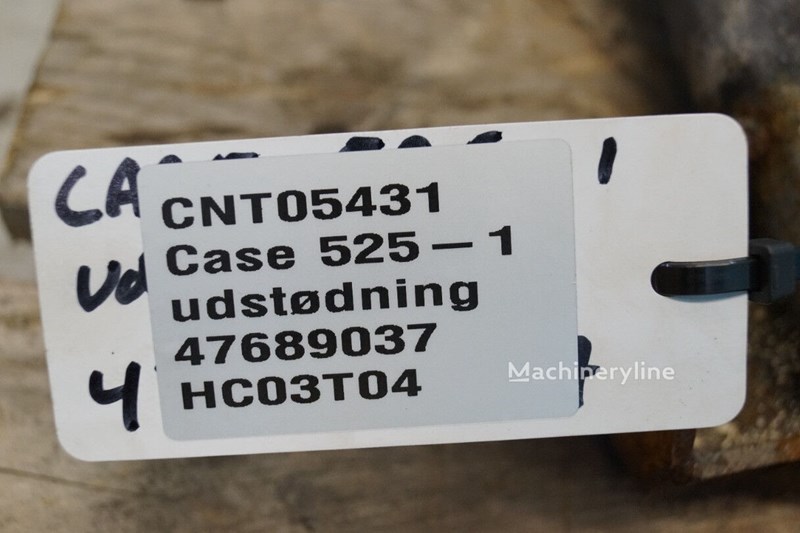 CNT05431
Case 525-1
udstødning
47689037
HC03T04
Machineryline